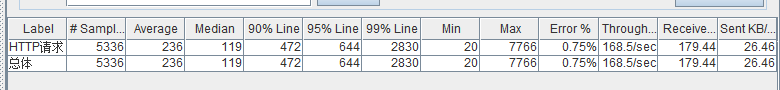 Label # Sampl... Average Median 90% Line 95% Line 99% Line Min Max Error % Through... Receive... Sent KB/...
HTTP请求 5336 236 119 472 644 2830 20 7766 0.75% 168.5/sec 179.44 26.46
总体 5336 236 119 472 644 2830 20 7766 0.75% 168.5/sec 179.44 26.46